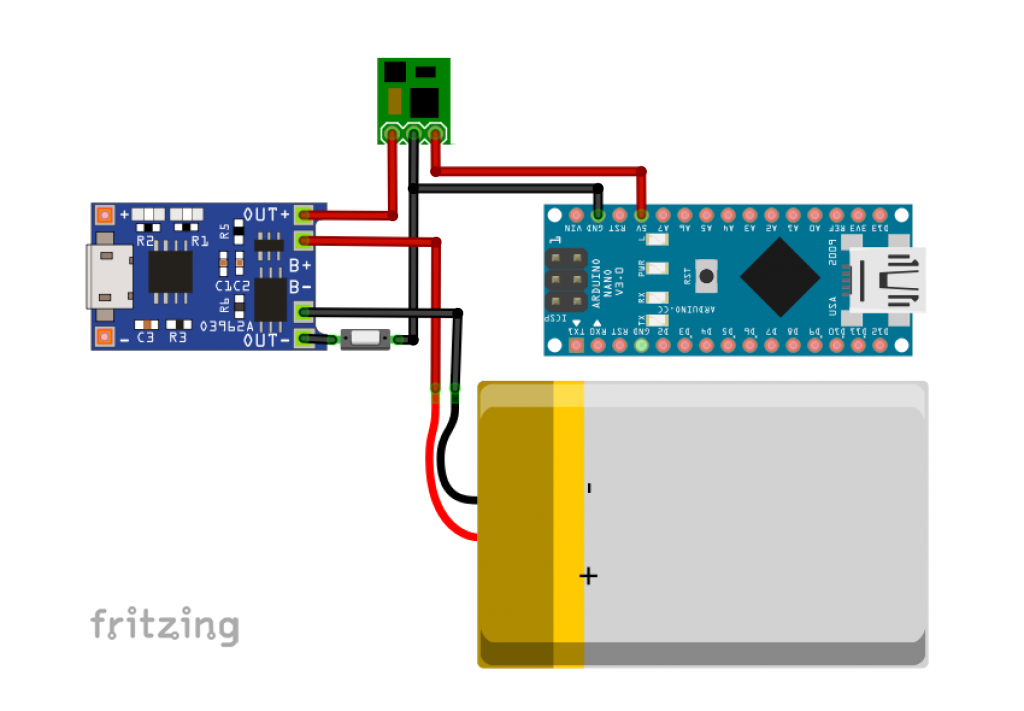 OUT+
+
R2
R1
R5
B+
C1C2
B-
R6
03962A
-
C3
R3
OUT-
VIN
GND
RST
5V
A7
A6
A5
A4
A3
A2
A1
A0
REF
3V3
D13
1
L
PWR
RX
TX
ARDUINO
NANO
V3.0
RST
ARDUINO.CC
2009
USA
ICSP
TX1
RX0
RST
GND
D2
D3
D4
D5
D6
D7
D8
D9
D10
D11
D12
-
+
fritzing